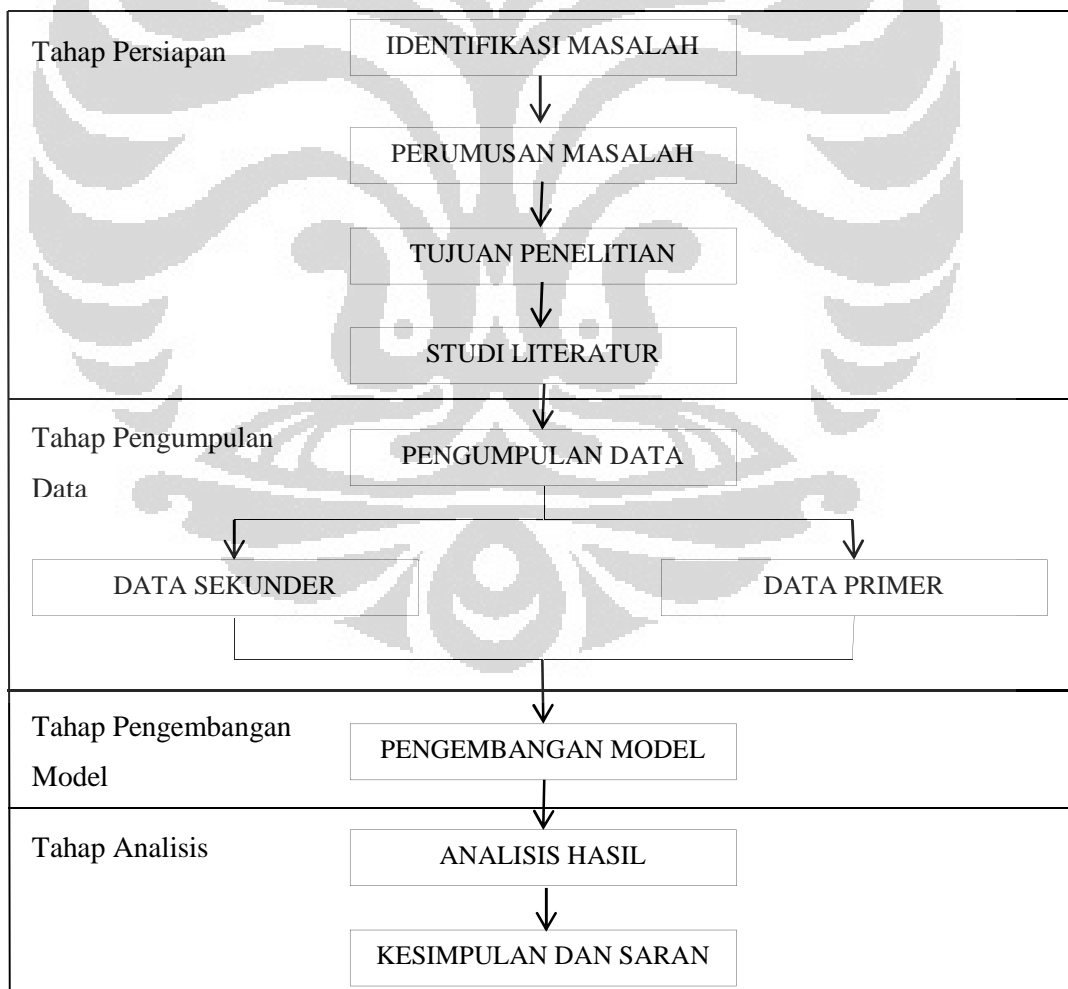 Tahap Persiapan
IDENTIFIKASI MASALAH
PERUMUSAN MASALAH
TUJUAN PENELITIAN
STUDI LITERATUR
Tahap Pengumpulan
Data
PENGUMPULAN DATA
DATA SEKUNDER
DATA PRIMER
Tahap Pengembangan
Model
PENGEMBANGAN MODEL
Tahap Analisis
ANALISIS HASIL
KESIMPULAN DAN SARAN